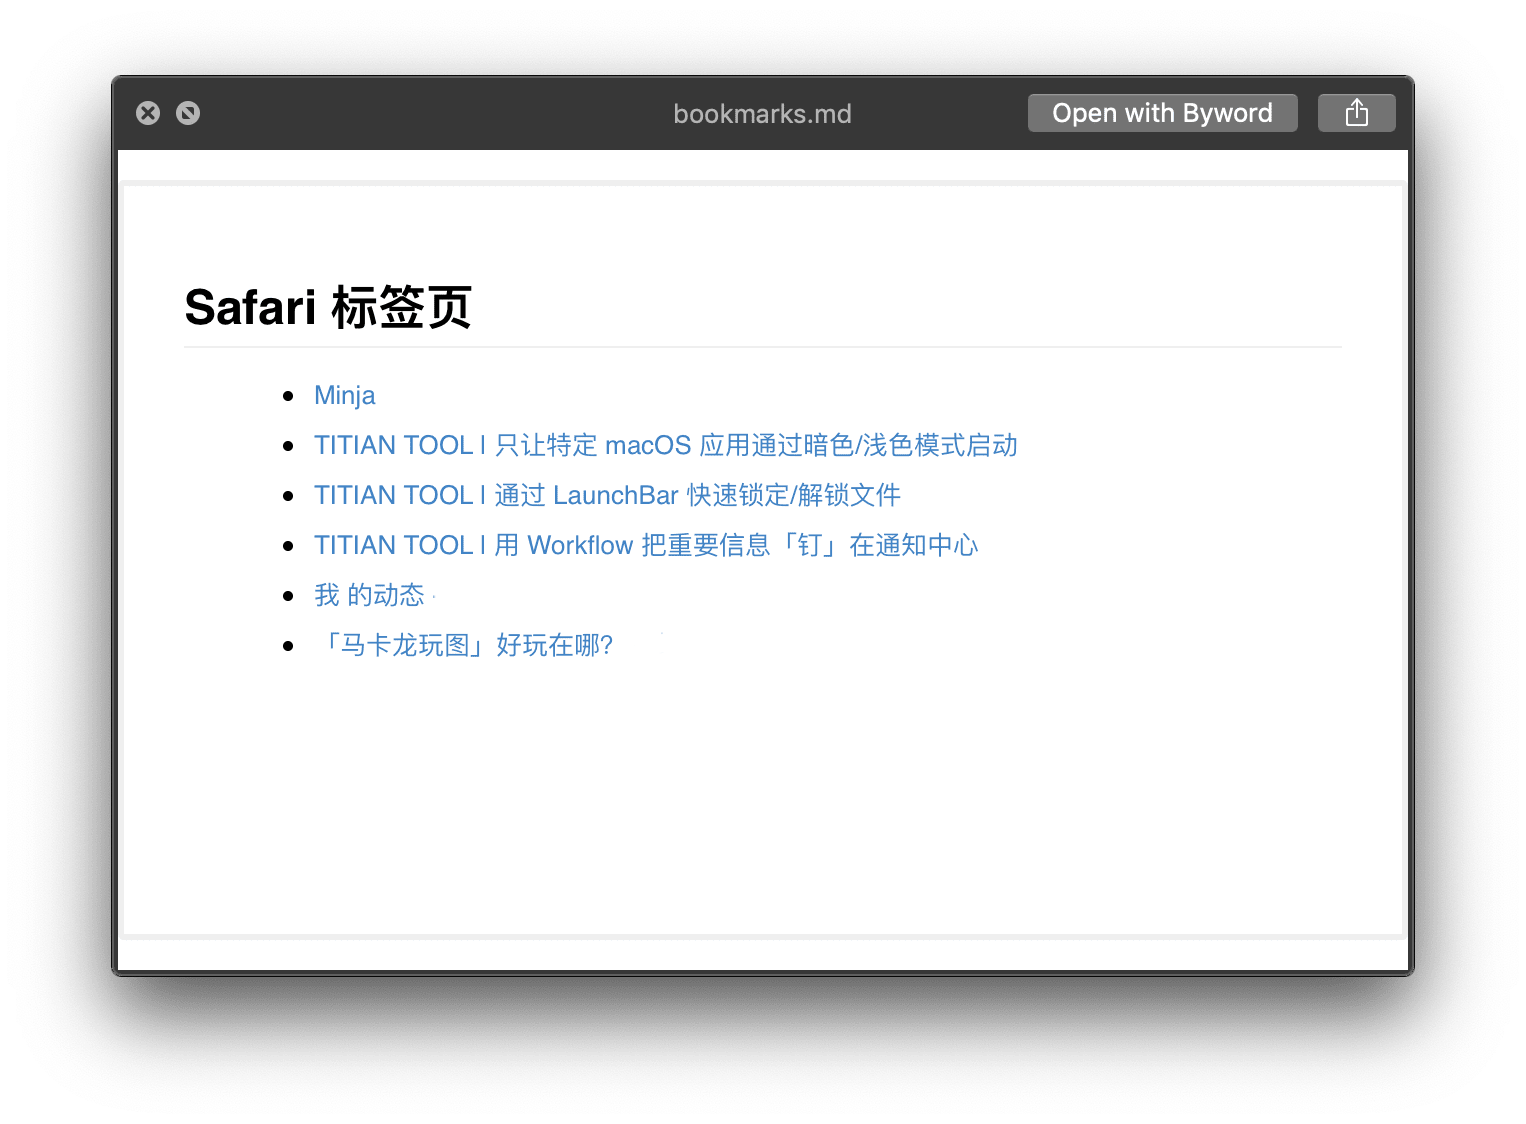 bookmarks.md
Open with Byword
Safari 标签页
Minja
TITIAN TOOL | 只让特定 macOS 应用通过暗色/浅色模式启动
TITIAN TOOL | 通过 LaunchBar 快速锁定/解锁文件
TITIAN TOOL | 用 Workflow 把重要信息「钉」在通知中心
我 的动态
「马卡龙玩图」好玩在哪?